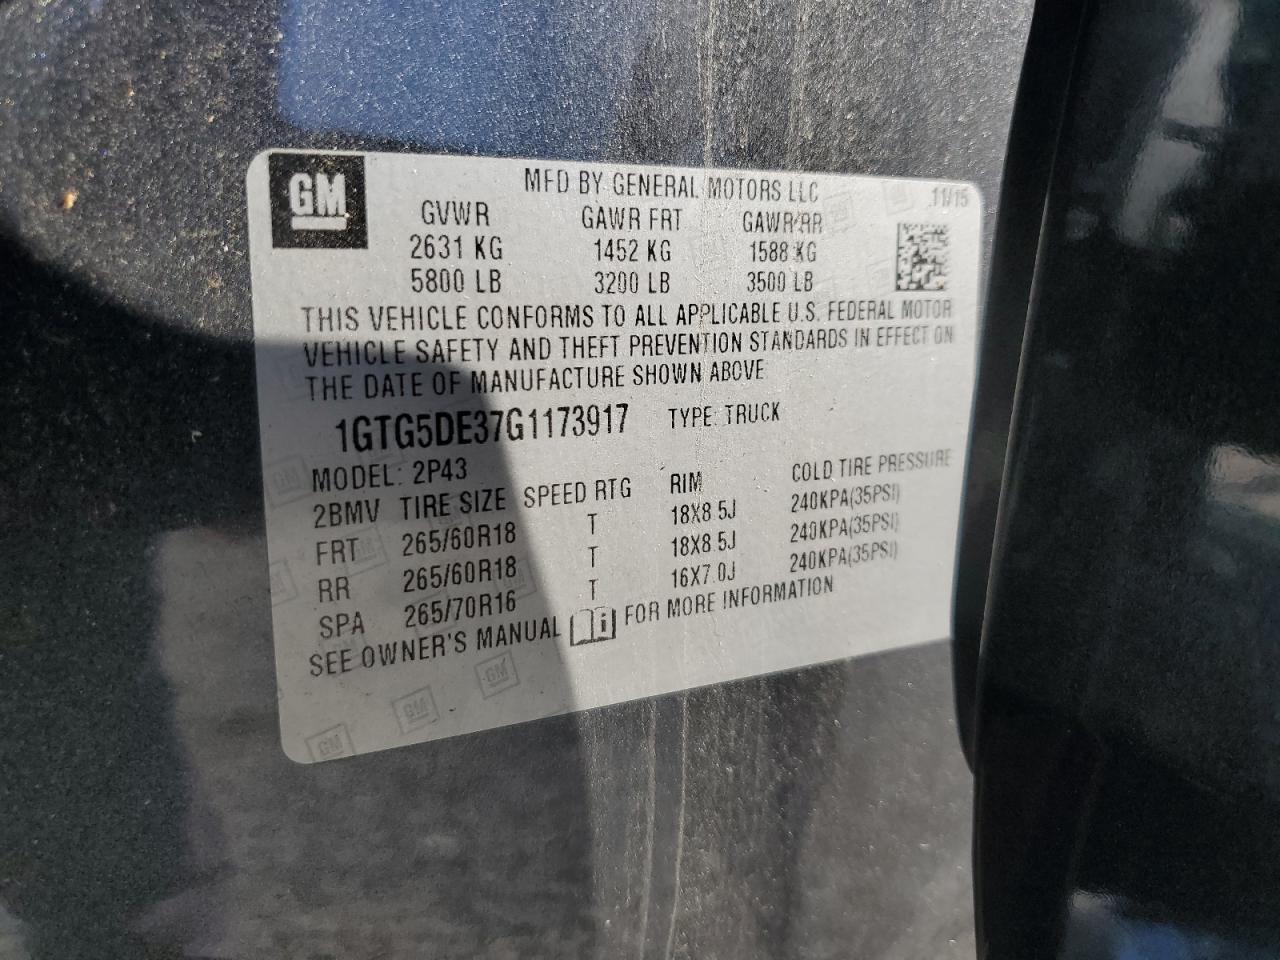 GM
MFD BY GENERAL MOTORS LLC 11/15
GVWR GAWR FRT GAWR RR
2631 KG 1452 KG 1588 KG
5800 LB 3200 LB 3500 LB
THIS VEHICLE CONFORMS TO ALL APPLICABLE U.S. FEDERAL MOTOR
VEHICLE SAFETY AND THEFT PREVENTION STANDARDS IN EFFECT ON
THE DATE OF MANUFACTURE SHOWN ABOVE
1GTG5DE37G1173917 TYPE: TRUCK
MODEL: 2P43
2BMV TIRE SIZE SPEED RTG RIM COLD TIRE PRESSURE
FRT 265/60R18 T 18X8.5J 240KPA(35PSI)
RR 265/60R18 T 18X8.5J 240KPA(35PSI)
SPA 265/70R16 T 16X7.0J 240KPA(35PSI)
SEE OWNER'S MANUAL i FOR MORE INFORMATION
GM GM GM